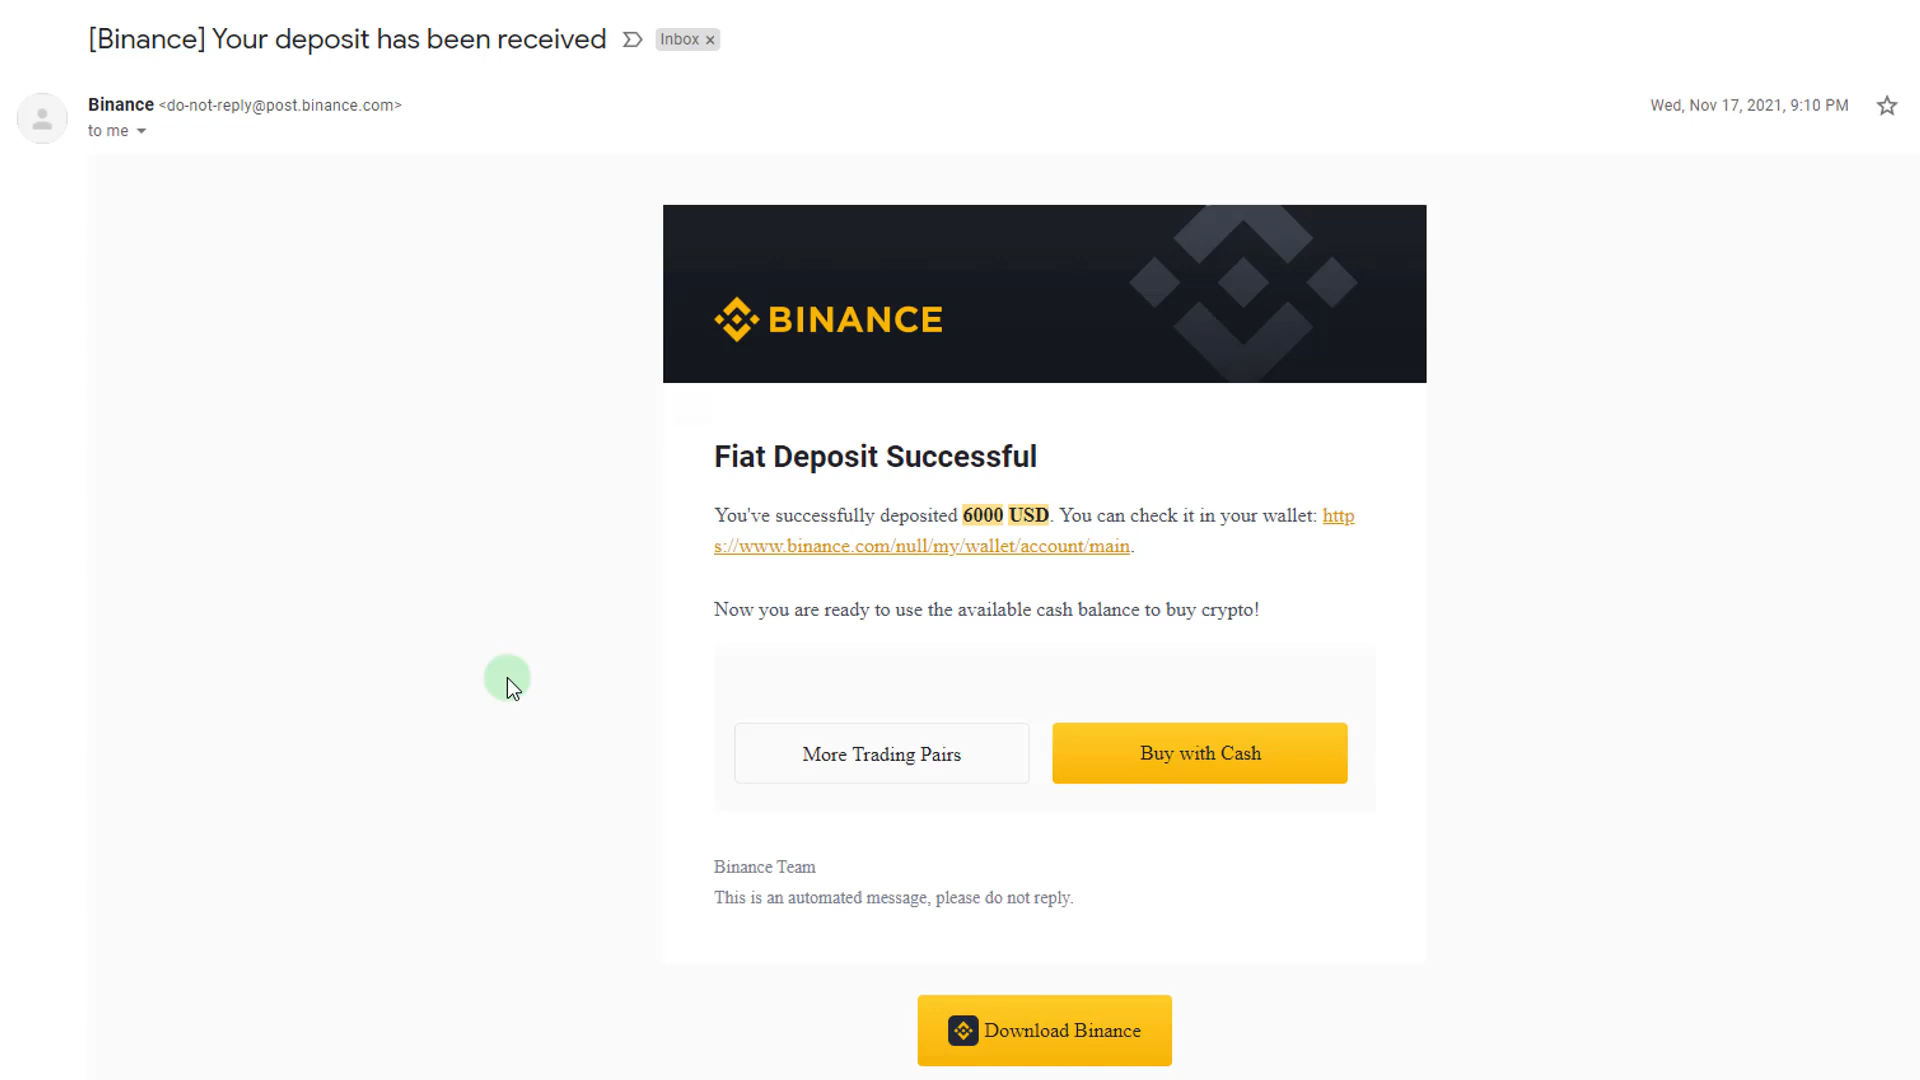 [Binance] Your deposit has been received Inbox ×
Binance <do-not-reply@post.binance.com> Wed, Nov 17, 2021, 9:10 PM
to me
BINANCE
Fiat Deposit Successful
You've successfully deposited 6000 USD. You can check it in your wallet: http
s://www.binance.com/null/my/wallet/account/main.
Now you are ready to use the available cash balance to buy crypto!
More Trading Pairs Buy with Cash
Binance Team
This is an automated message, please do not reply.
Download Binance